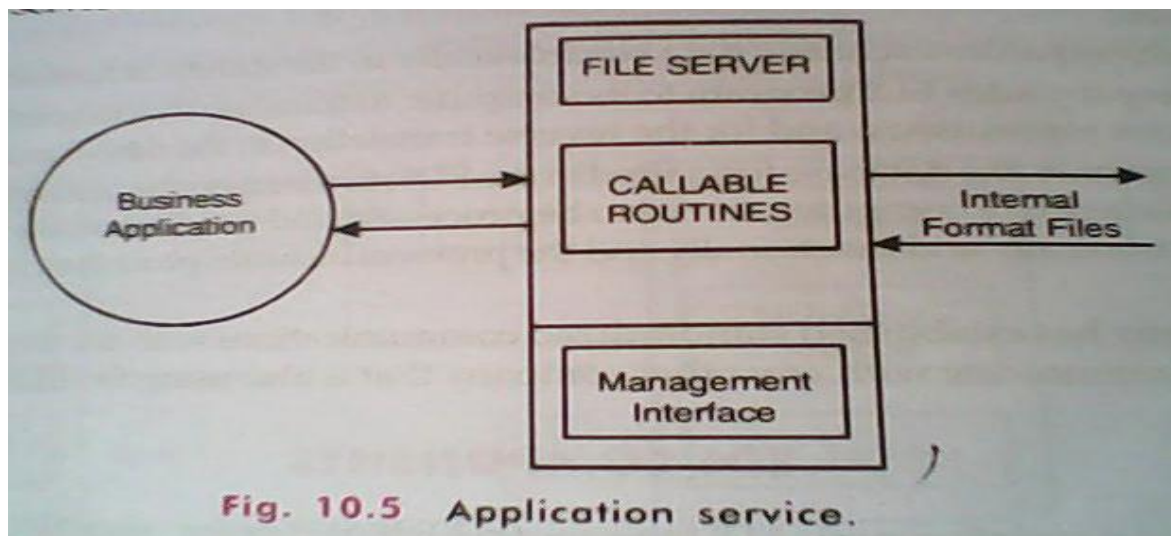 FILE SERVER
Business
Application
CALLABLE
ROUTINES
Internal
Format Files
Management
Interface
Fig. 10.5 Application service.